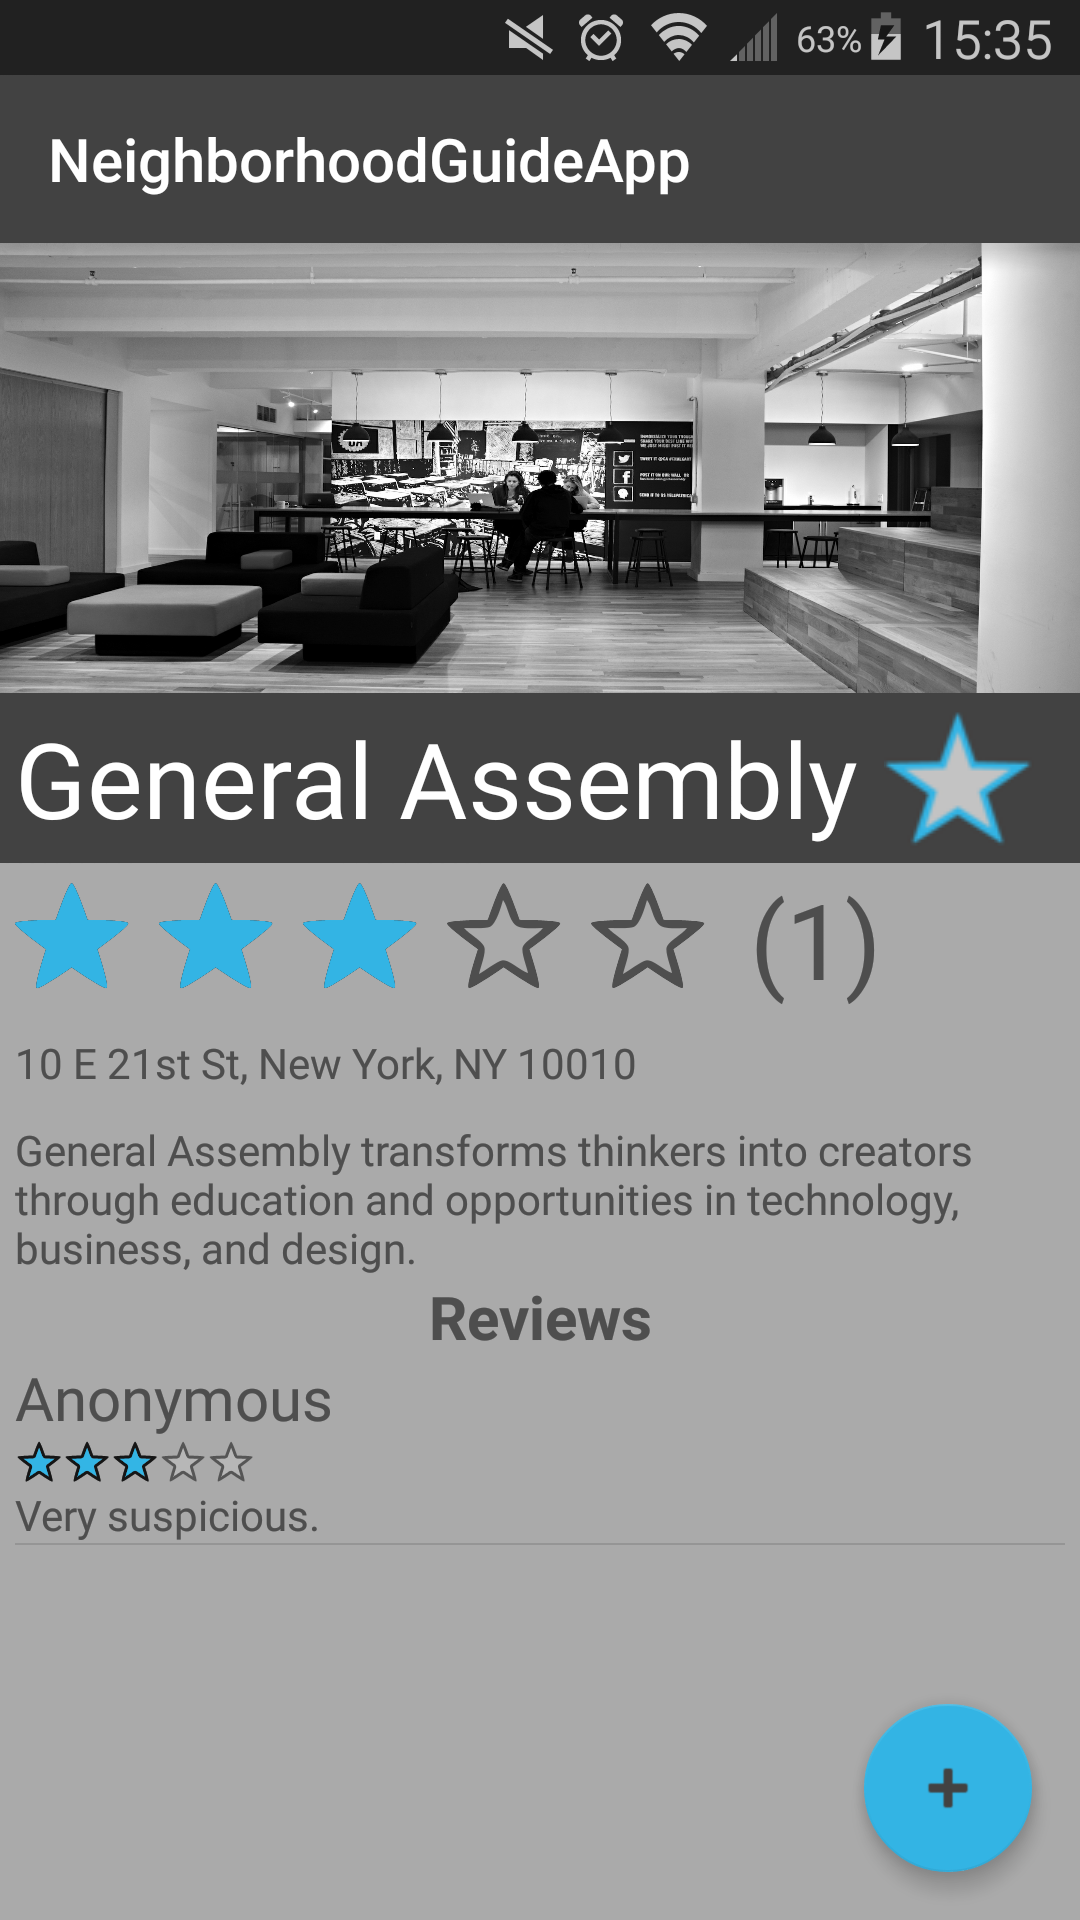 63% 15:35
NeighborhoodGuideApp
General Assembly
(1)
10 E 21st St, New York, NY 10010
General Assembly transforms thinkers into creators
through education and opportunities in technology,
business, and design.
Reviews
Anonymous
Very suspicious.
+